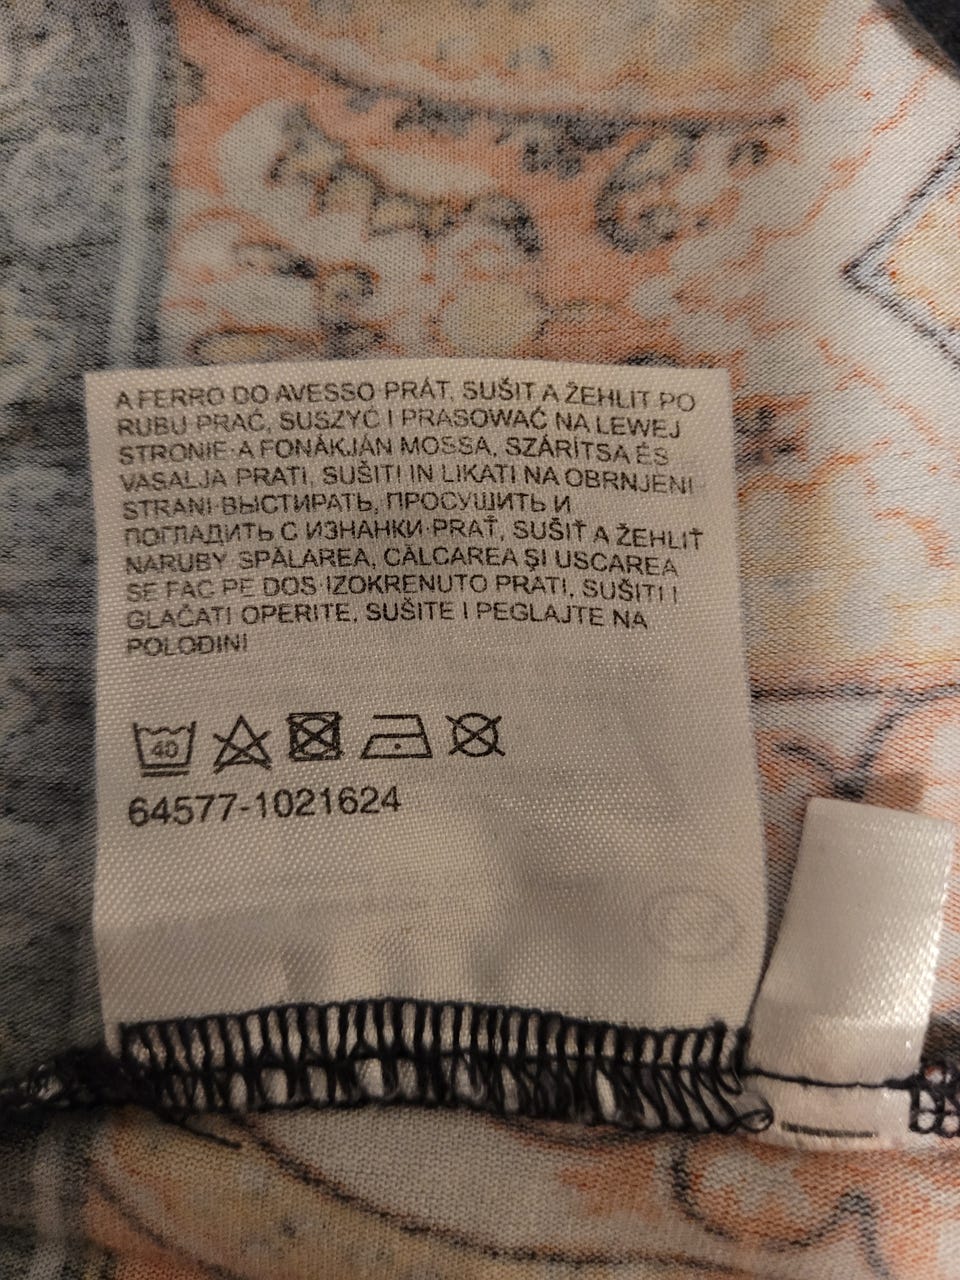 A FERRO DO AVESSO·PRÁT, SUŠIT A ŽEHLIT PO
RUBU·PRAĆ, SUSZYĆ I PRASOWAĆ NA LEWEJ
STRONIE·A FONÁKJÁN MOSSA, SZÁRÍTSA ÉS
VASALJA·PRATI, SUŠITI IN LIKATI NA OBRNJENI
STRANI·ВЫСТИРАТЬ, ПРОСУШИТЬ И
ПОГЛАДИТЬ С ИЗНАНКИ·PRAŤ, SUŠIŤ A ŽEHLIŤ
NARUBY·SPĂLAREA, CĂLCAREA ŞI USCAREA
SE FAC PE DOS·IZOKRENUTO PRATI, SUŠITI I
GLAČATI·OPERITE, SUŠITE I PEGLAJTE NA
POLOĐINI
40
64577-1021624